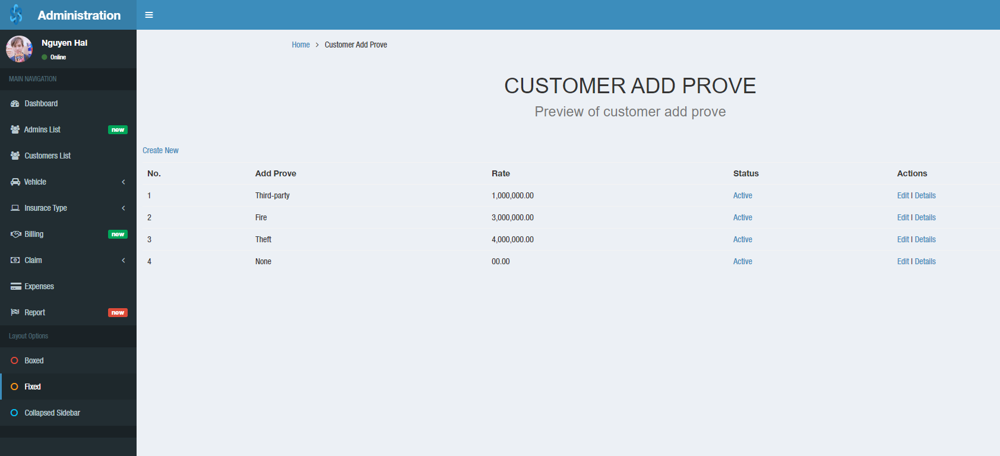 Administration
Nguyen Hai
Online
MAIN NAVIGATION
Dashboard
Admins List new
Customers List
Vehicle
Insurace Type
Billing new
Claim
Expenses
Report new
Layout Options
Boxed
Fixed
Collapsed Sidebar
Home > Customer Add Prove
CUSTOMER ADD PROVE
Preview of customer add prove
Create New
No. Add Prove Rate Status Actions
1 Third-party 1,000,000.00 Active Edit | Details
2 Fire 3,000,000.00 Active Edit | Details
3 Theft 4,000,000.00 Active Edit | Details
4 None 00.00 Active Edit | Details